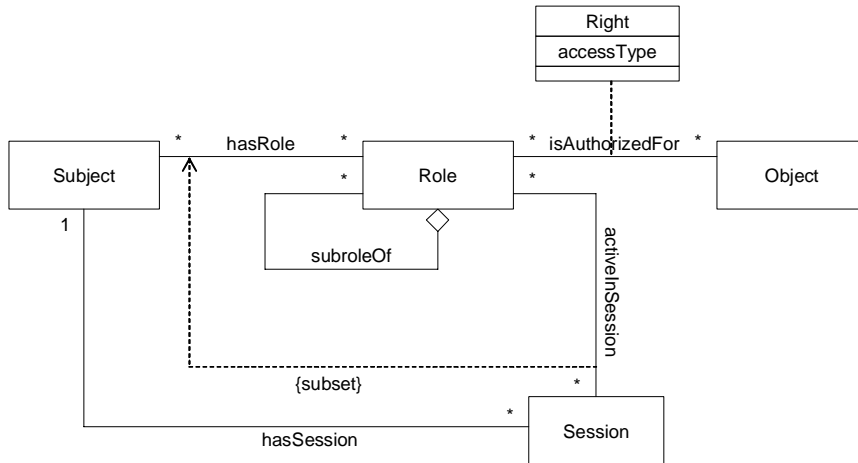 Right
accessType
* hasRole * * isAuthorizedFor *
Subject
Role
Object
* *
1
subroleOf
activeInSession
{subset}
*
*
hasSession
Session